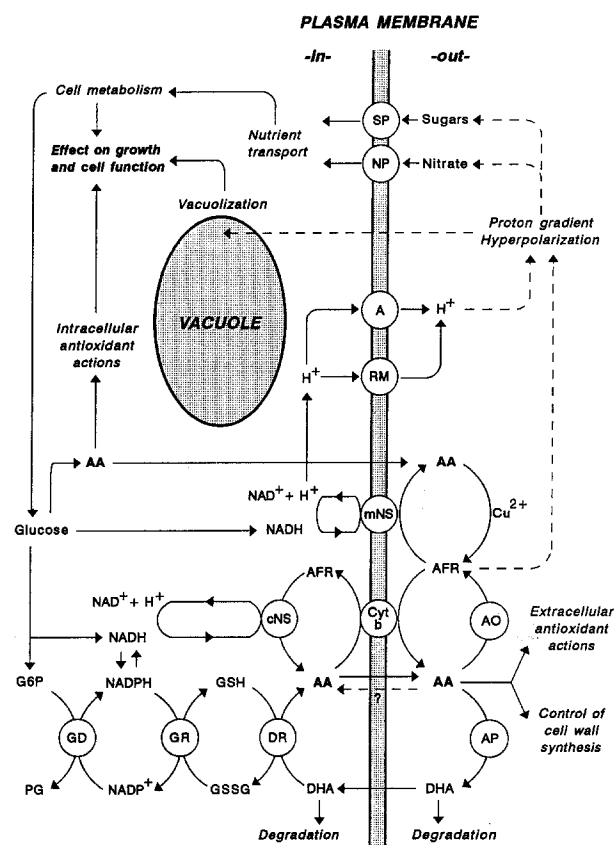 PLASMA MEMBRANE
-in-
-out-
Cell metabolism
SP
Sugars
Nutrient
transport
NP
Nitrate
Effect on growth
and cell function
Vacuolization
Proton gradient
Hyperpolarization
VACUOLE
A
H+
Intracellular
antioxidant
actions
H+
RM
AA
AA
NAD+ + H+
mNS
Cu2+
Glucose
NADH
AFR
AFR
NAD+ + H+
cNS
Cyt
b
AO
Extracellular
antioxidant
actions
NADH
G6P
NADPH
GSH
AA
?
AA
Control of
cell wall
synthesis
GD
GR
DR
AP
PG
NADP+
GSSG
DHA
DHA
Degradation
Degradation